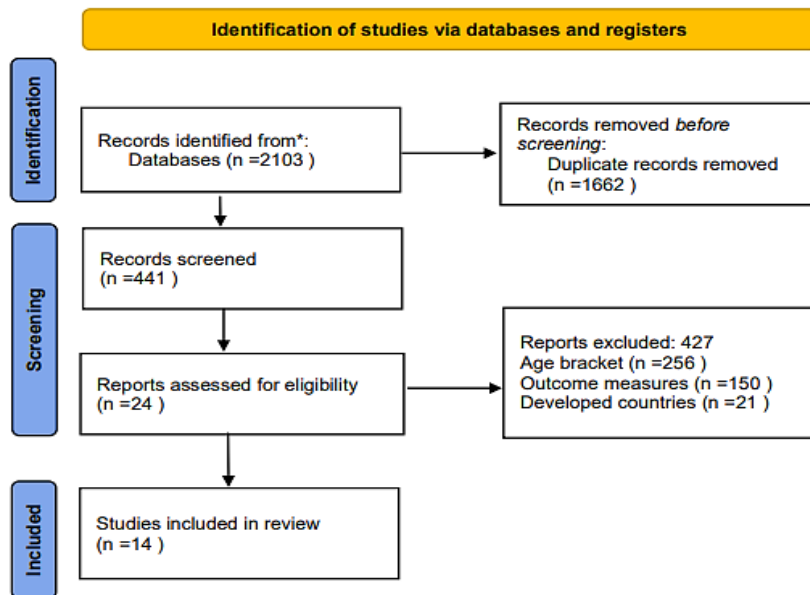 Identification of studies via databases and registers
Identification
Records identified from*:
Databases (n =2103 )
Records removed before
screening:
Duplicate records removed
(n =1662 )
Screening
Records screened
(n =441 )
Reports assessed for eligibility
(n =24 )
Reports excluded: 427
Age bracket (n =256 )
Outcome measures (n =150 )
Developed countries (n =21 )
Included
Studies included in review
(n =14 )